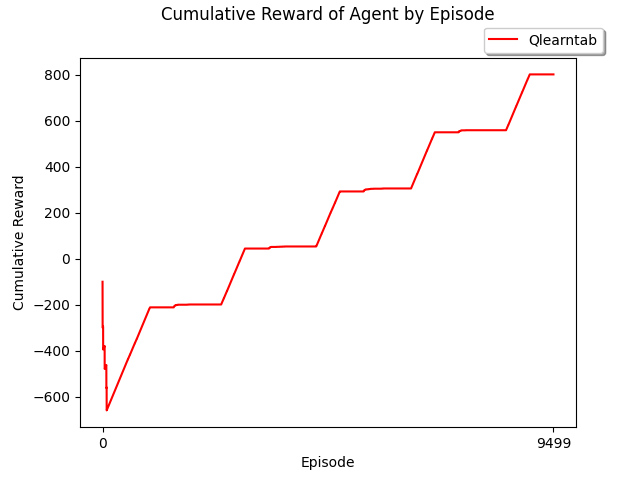 Cumulative Reward of Agent by Episode
Qlearntab
800
600
400
200
0
−200
−400
−600
Cumulative Reward
0
9499
Episode